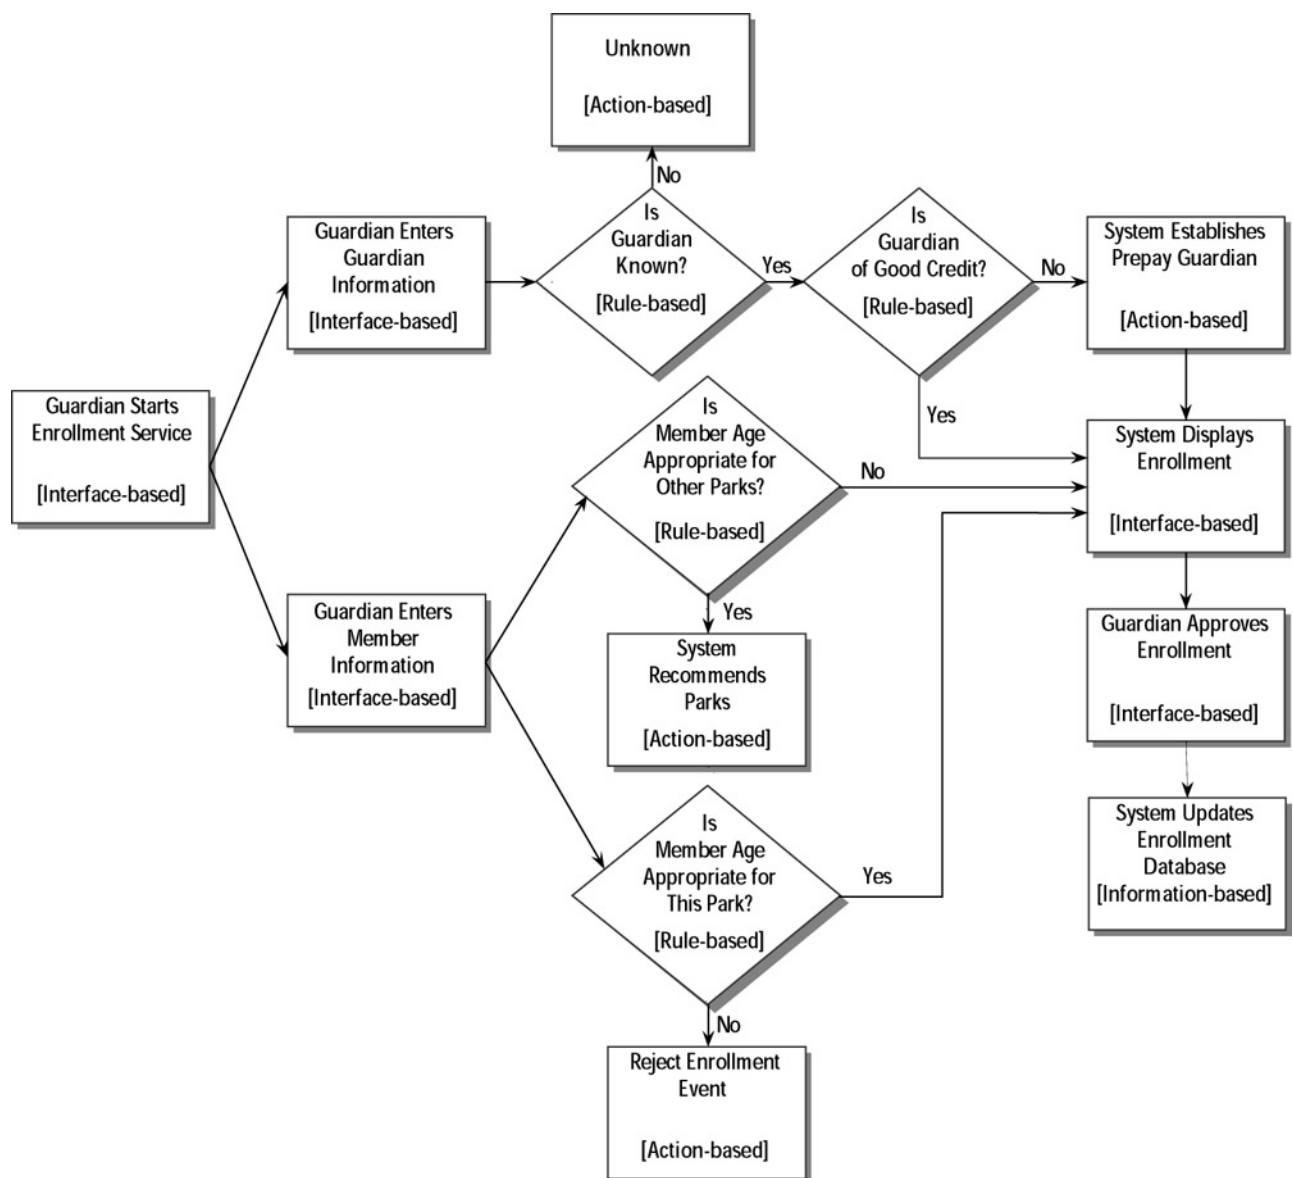 Unknown
[Action-based]
No
Guardian Enters
Guardian
Information
[Interface-based]
Is
Guardian
Known?
[Rule-based]
Yes
Is
Guardian
of Good Credit?
[Rule-based]
No
System Establishes
Prepay Guardian
[Action-based]
Yes
Guardian Starts
Enrollment Service
[Interface-based]
Is
Member Age
Appropriate for
Other Parks?
[Rule-based]
No
System Displays
Enrollment
[Interface-based]
Yes
Guardian Enters
Member
Information
[Interface-based]
System
Recommends
Parks
[Action-based]
Guardian Approves
Enrollment
[Interface-based]
Is
Member Age
Appropriate for
This Park?
[Rule-based]
Yes
System Updates
Enrollment
Database
[Information-based]
No
Reject Enrollment
Event
[Action-based]